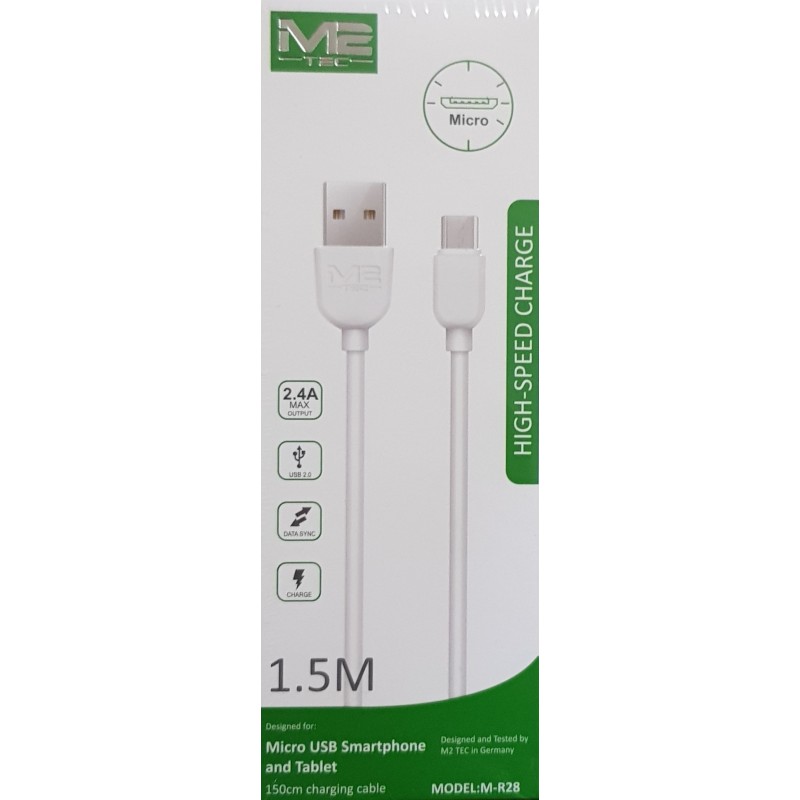 M2
TEC
Micro
HIGH-SPEED CHARGE
M2
TEC
2.4A
MAX
OUTPUT
USB 2.0
DATA SYNC
CHARGE
1.5M
Designed for:
Micro USB Smartphone
and Tablet
150cm charging cable
Designed and Tested by
M2 TEC in Germany
MODEL:M-R28